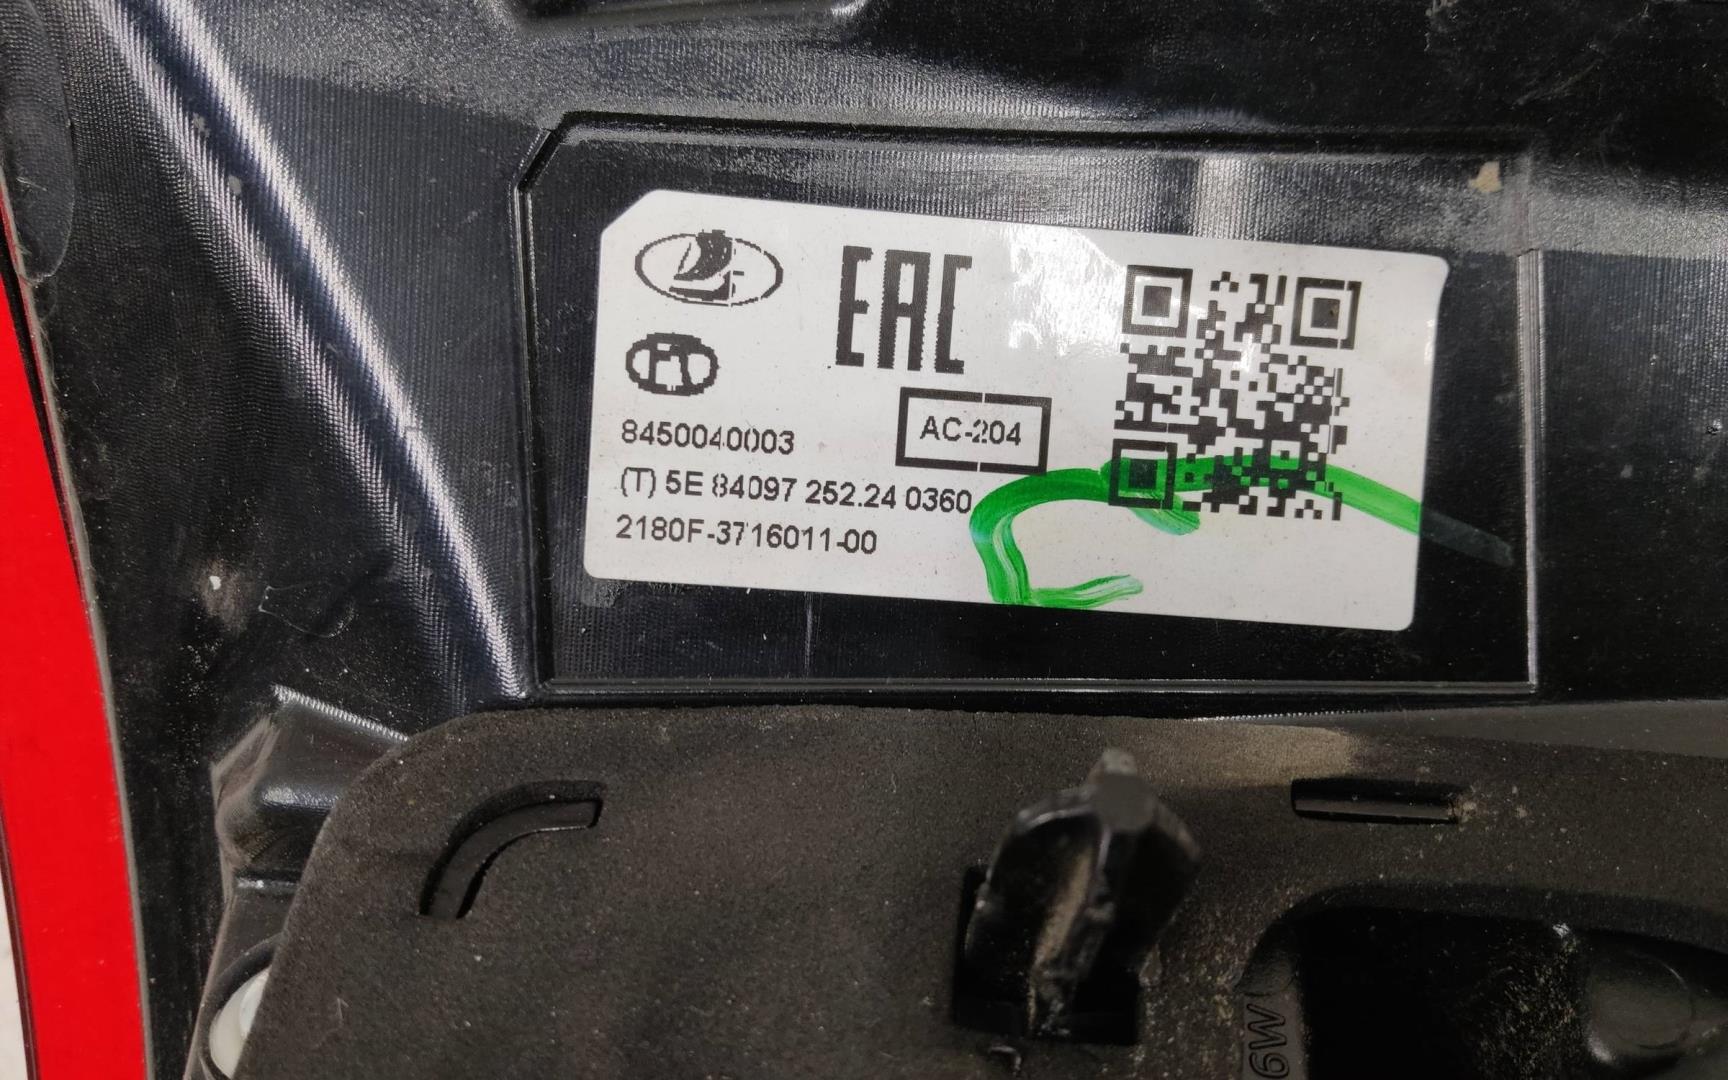 EAC
8450040003
AC-204
(T) 5E 84097 252.24 0360
2180F-3716011-00